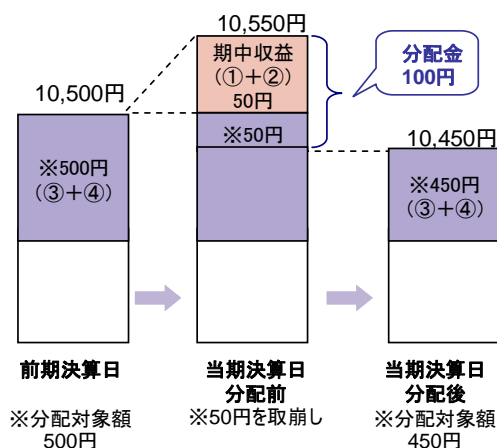 10,500円
※500円
(③+④)
前期決算日
※分配対象額
500円
10,550円
期中収益
(①+②)
50円
※50円
分配金
100円
当期決算日
分配前
※50円を取崩し
10,450円
※450円
(③+④)
当期決算日
分配後
※分配対象額
450円